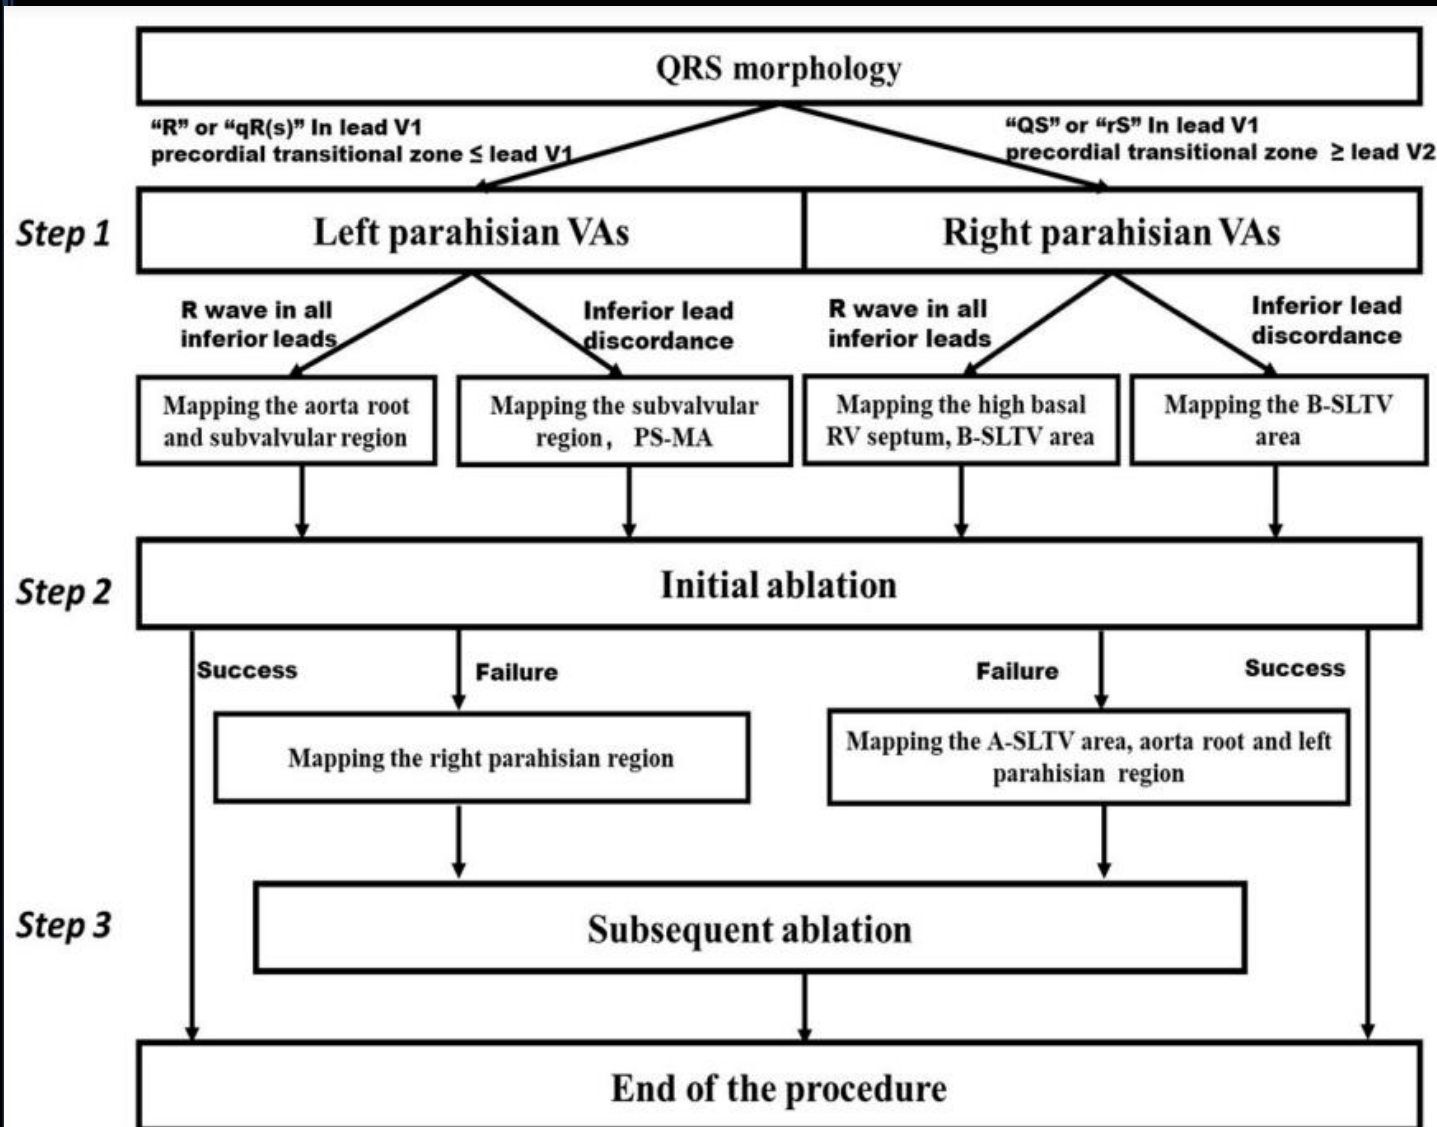 QRS morphology
“R” or “qR(s)” In lead V1
precordial transitional zone ≤ lead V1
“QS” or “rS” In lead V1
precordial transitional zone ≥ lead V2
Step 1
Left parahisian VAs
Right parahisian VAs
R wave in all
inferior leads
Inferior lead
discordance
R wave in all
inferior leads
Inferior lead
discordance
Mapping the aorta root
and subvalvular region
Mapping the subvalvular
region, PS-MA
Mapping the high basal
RV septum, B-SLTV area
Mapping the B-SLTV
area
Step 2
Initial ablation
Success
Failure
Failure
Success
Mapping the right parahisian region
Mapping the A-SLTV area, aorta root and left
parahisian region
Step 3
Subsequent ablation
End of the procedure